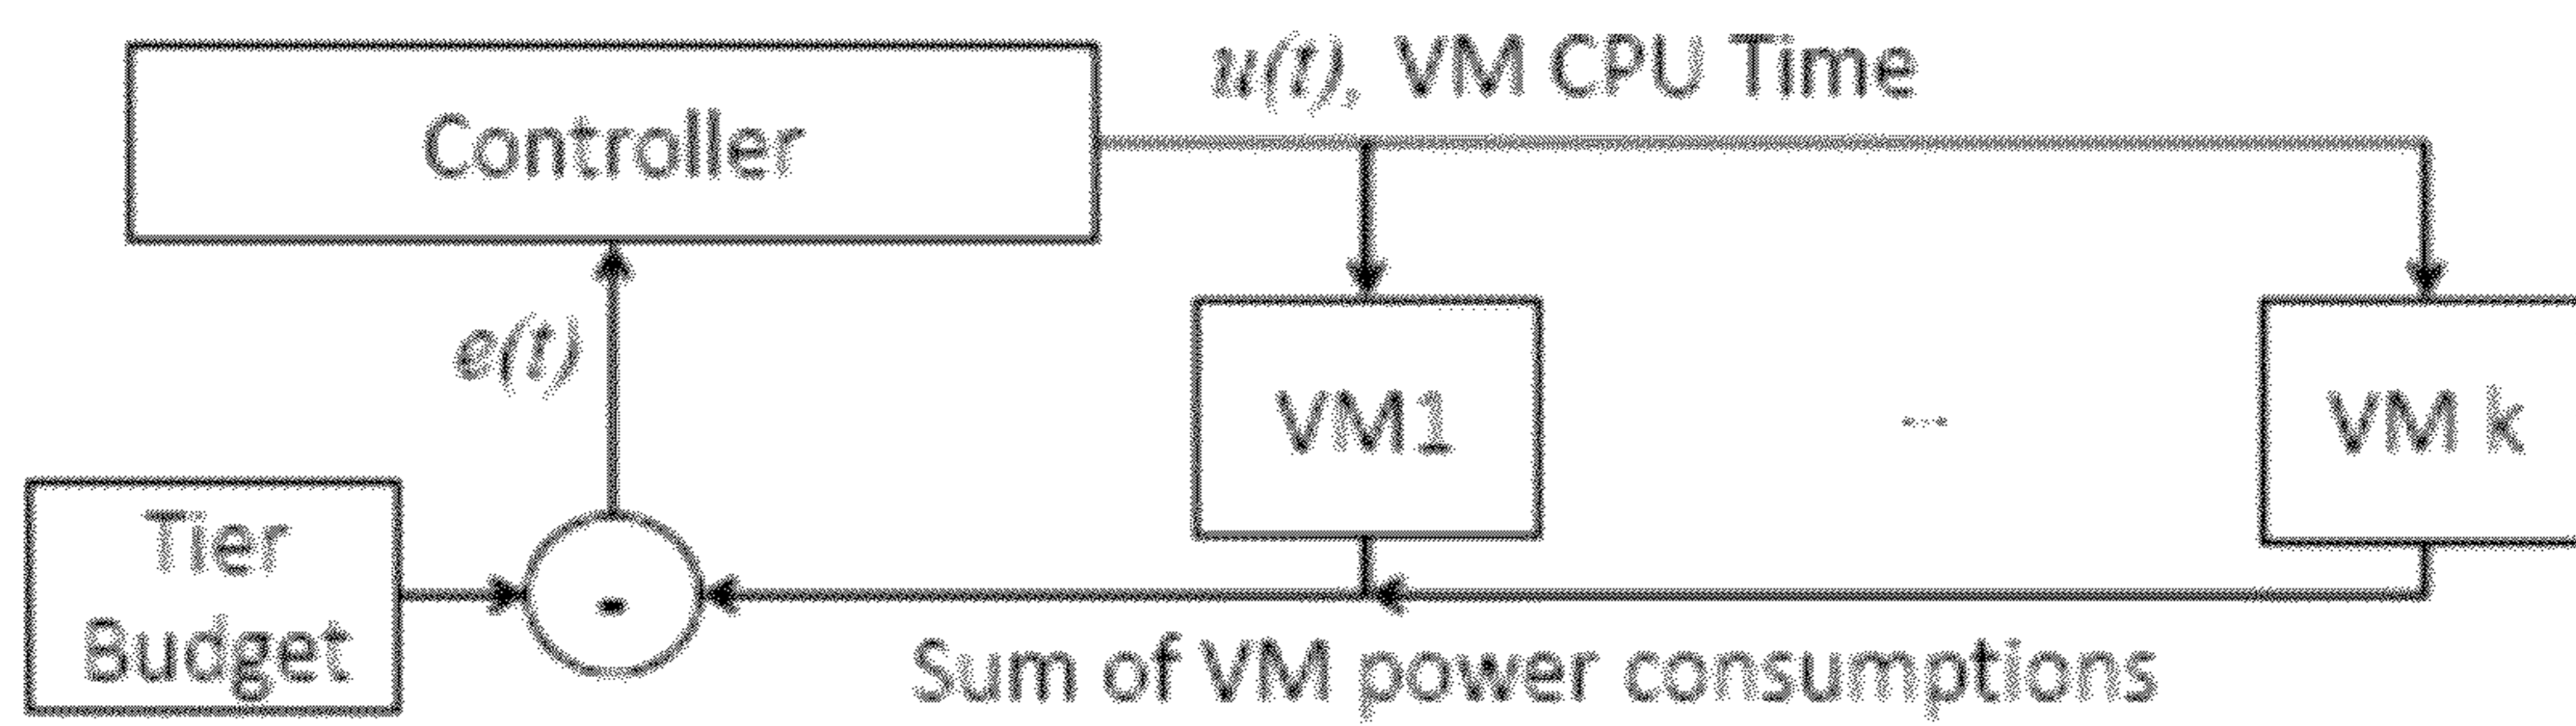 u(t), VM CPU Time
Controller
e(t)
VM1
...
VM k
Tier
Budget
-
Sum of VM power consumptions